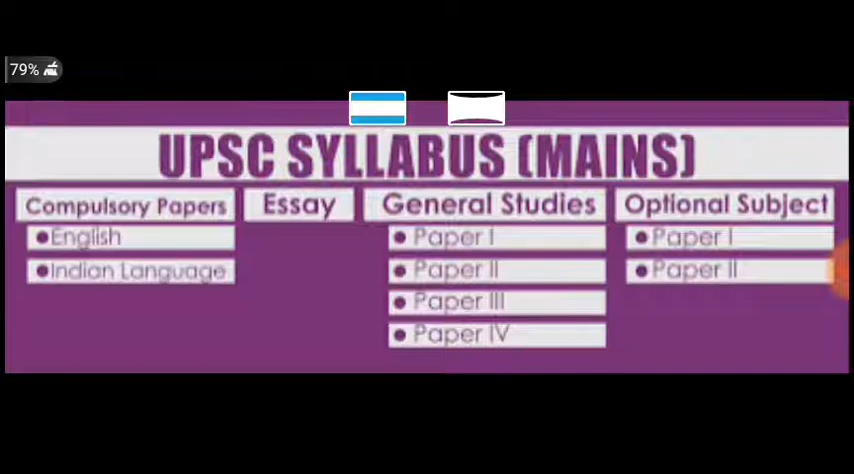 79%
UPSC SYLLABUS (MAINS)
Compulsory Papers
●English
●Indian Language
Essay
General Studies
● Paper I
● Paper II
● Paper III
● Paper IV
Optional Subject
● Paper I
● Paper II